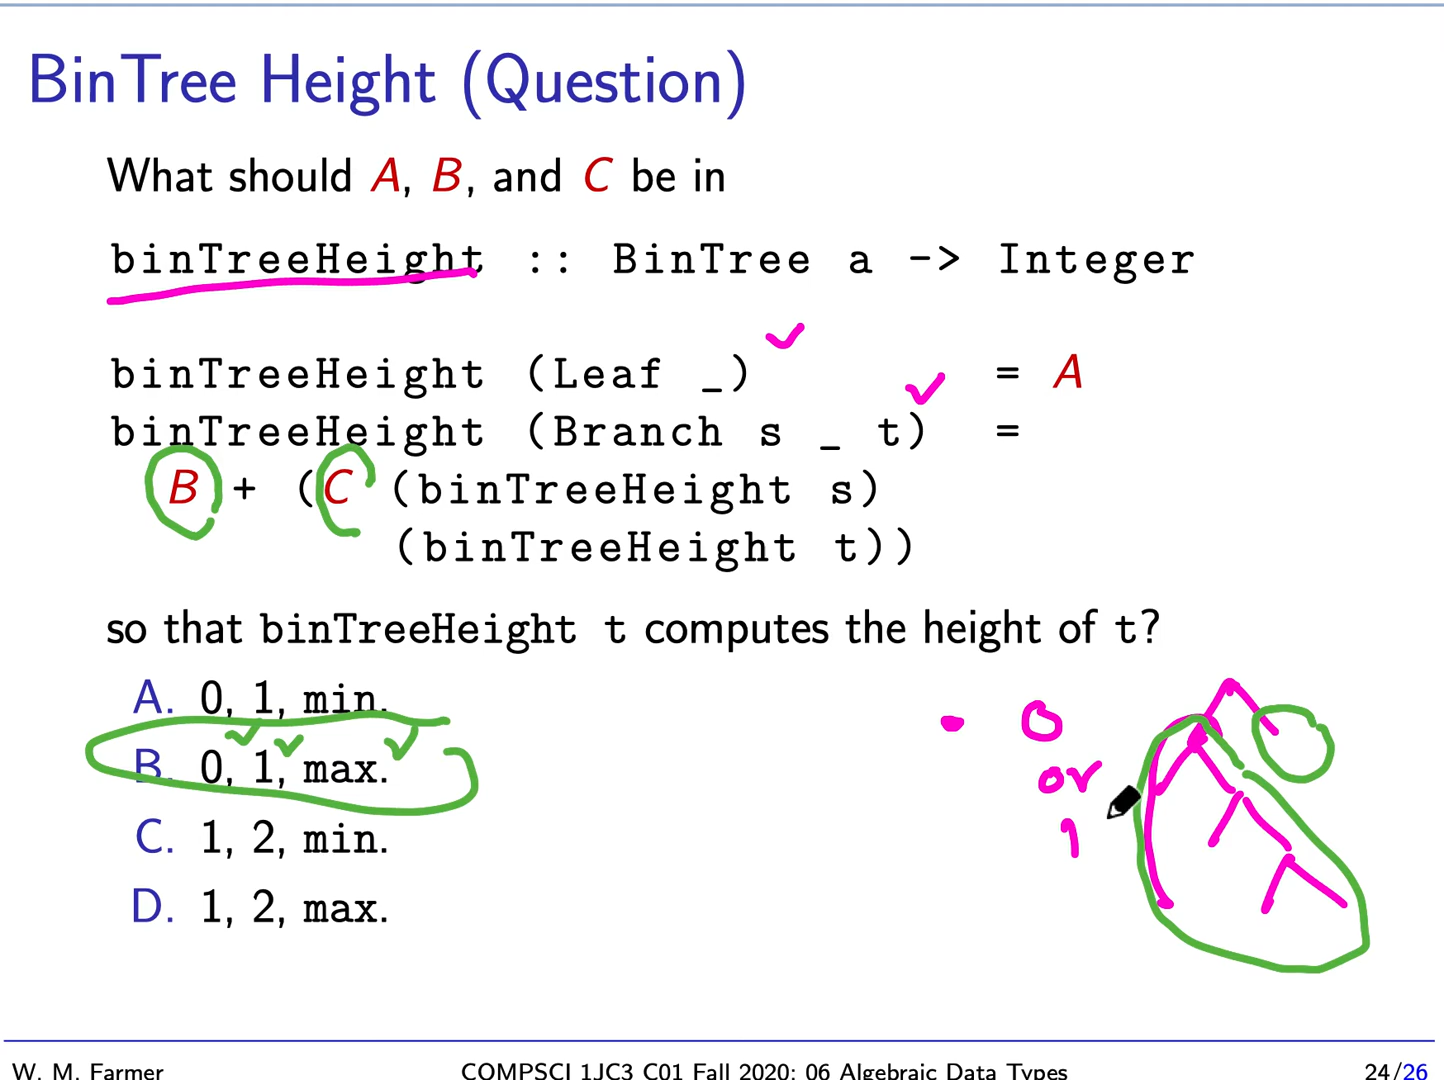 BinTree Height (Question)
What should A, B, and C be in
binTreeHeight :: BinTree a -> Integer
binTreeHeight (Leaf _) = A
binTreeHeight (Branch s _ t) =
B + (C (binTreeHeight s)
(binTreeHeight t))
so that binTreeHeight t computes the height of t?
A. 0, 1, min.
B. 0, 1, max.
C. 1, 2, min.
D. 1, 2, max.
0
or
1
W. M. Farmer COMPSCI 1JC3 C01 Fall 2020: 06 Algebraic Data Types 24/26